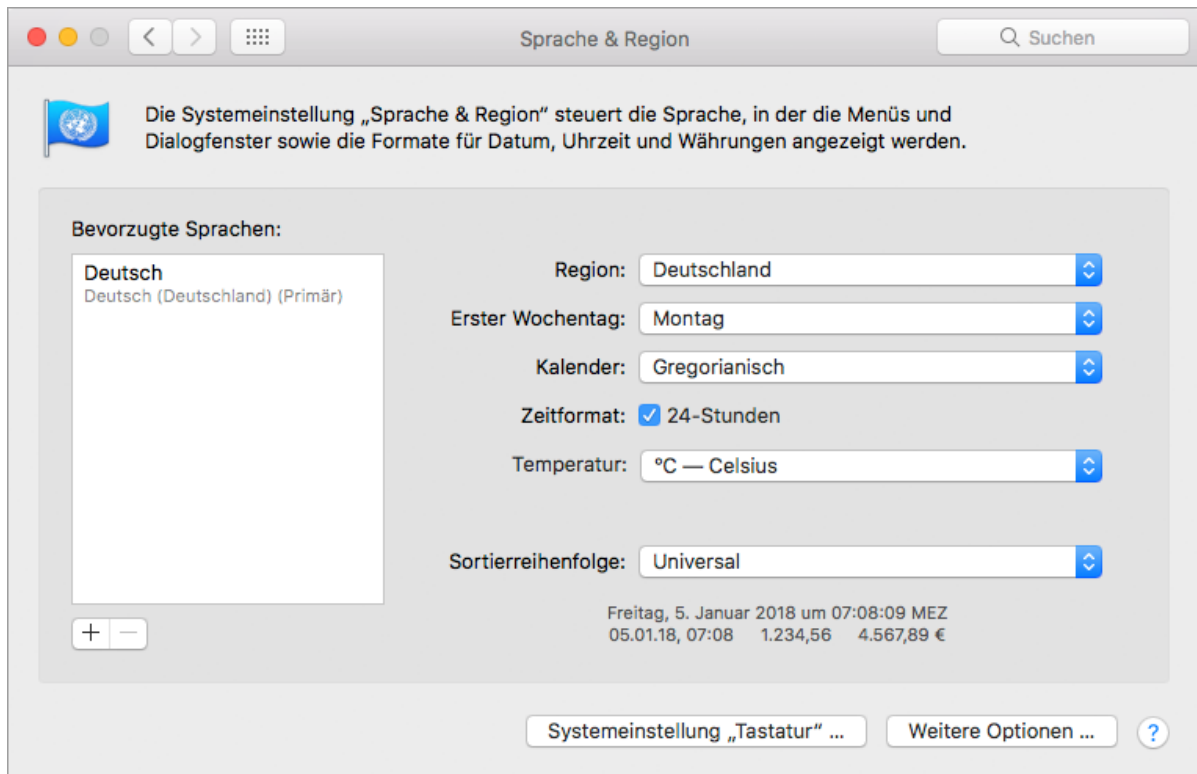 Sprache & Region
Suchen
Die Systemeinstellung „Sprache & Region“ steuert die Sprache, in der die Menüs und
Dialogfenster sowie die Formate für Datum, Uhrzeit und Währungen angezeigt werden.
Bevorzugte Sprachen:
Deutsch
Deutsch (Deutschland) (Primär)
Region: Deutschland
Erster Wochentag: Montag
Kalender: Gregorianisch
Zeitformat: 24-Stunden
Temperatur: °C — Celsius
Sortierreihenfolge: Universal
Freitag, 5. Januar 2018 um 07:08:09 MEZ
05.01.18, 07:08 1.234,56 4.567,89 €
Systemeinstellung „Tastatur“ ...
Weitere Optionen ...
?